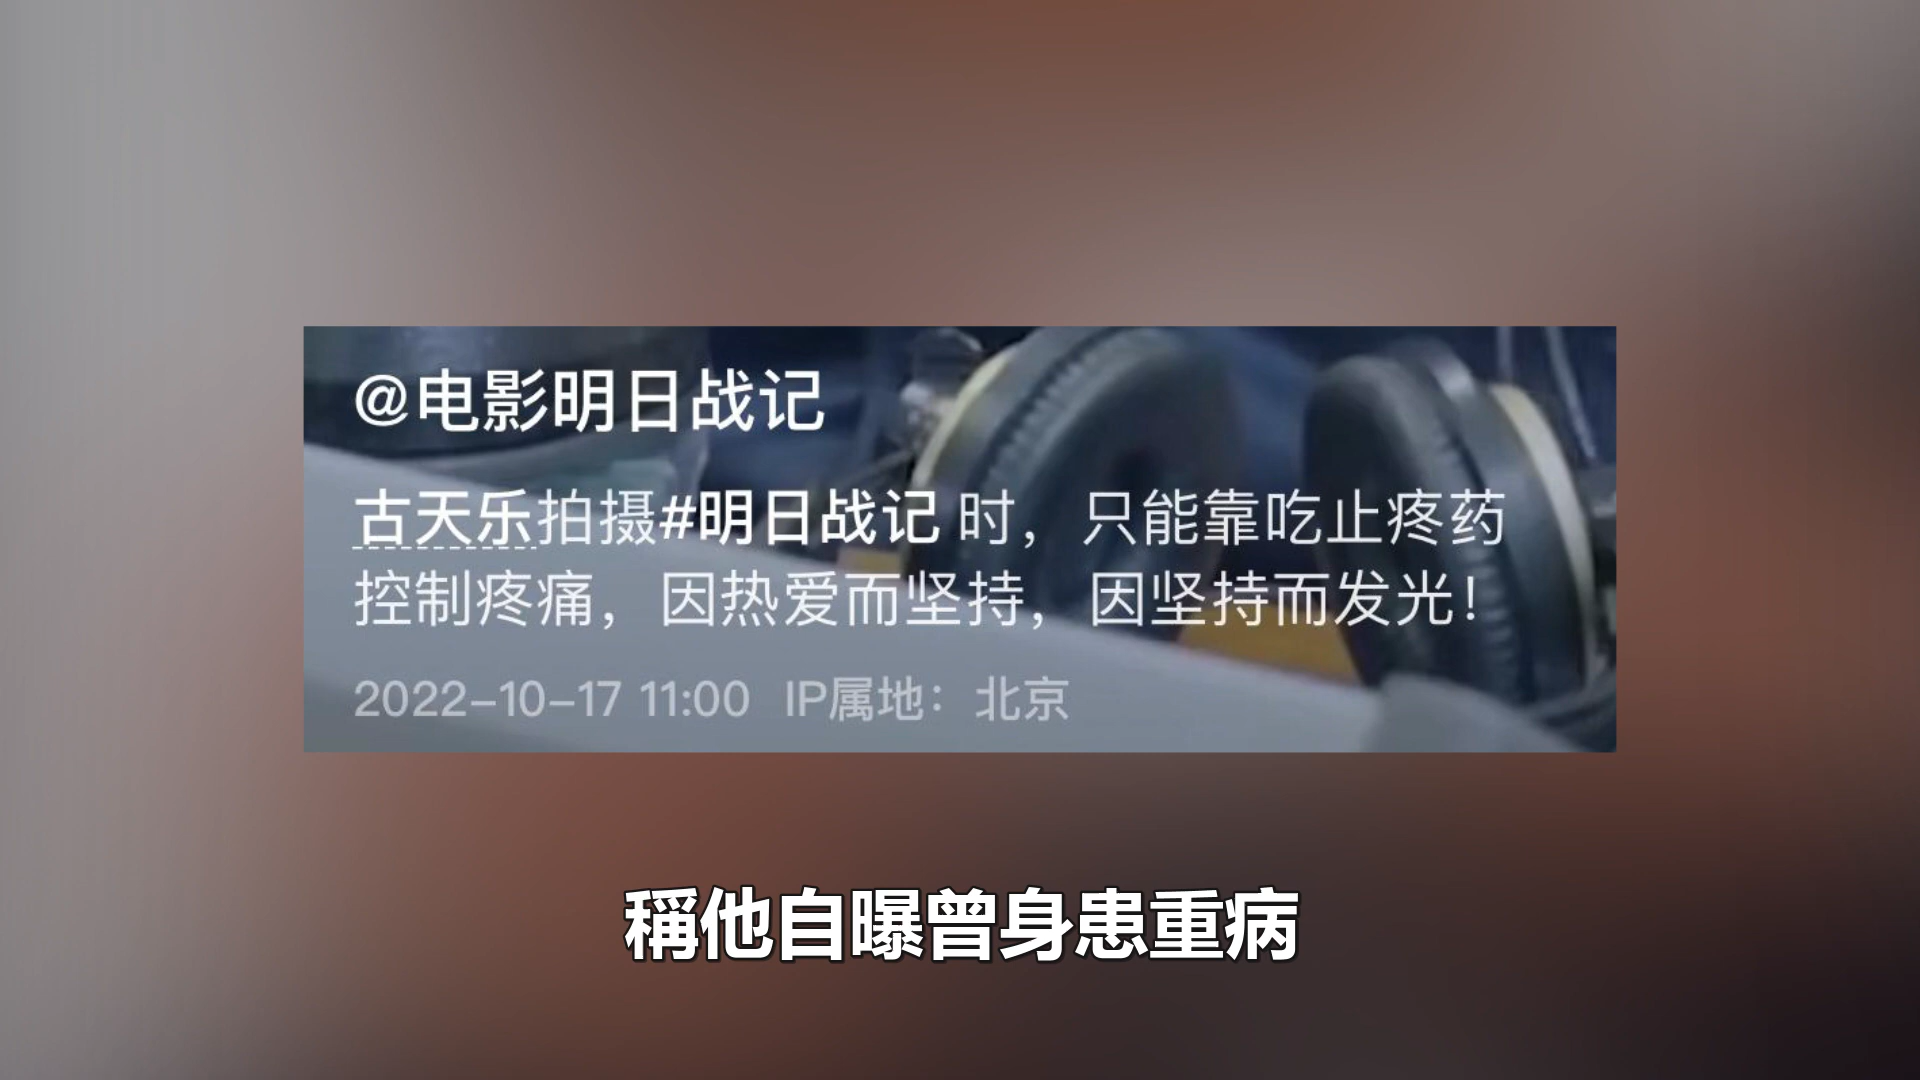 @电影明日战记
古天乐拍摄#明日战记 时，只能靠吃止疼药
控制疼痛，因热爱而坚持，因坚持而发光！
2022-10-17 11:00 IP属地：北京
稱他自曝曾身患重病